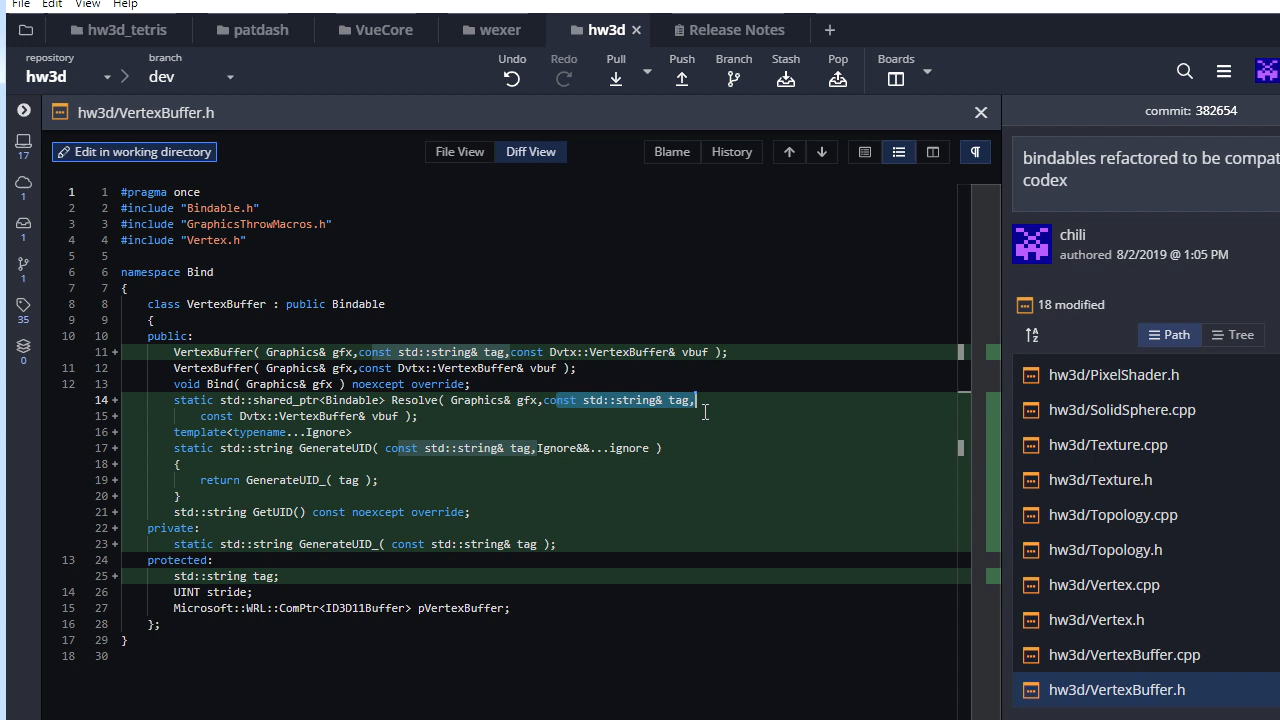 File Edit View Help
hw3d_tetris patdash VueCore wexer hw3d Release Notes
repository branch
hw3d dev
Undo Redo Pull Push Branch Stash Pop Boards
hw3d/VertexBuffer.h
commit: 382654
Edit in working directory File View Diff View Blame History
bindables refactored to be compat
codex
chili
authored 8/2/2019 @ 1:05 PM
18 modified
Path Tree
17
1
1
1
35
0
1 1 #pragma once
2 2 #include "Bindable.h"
3 3 #include "GraphicsThrowMacros.h"
4 4 #include "Vertex.h"
5 5
6 6 namespace Bind
7 7 {
8 8 class VertexBuffer : public Bindable
9 9 {
10 10 public:
11 + VertexBuffer( Graphics& gfx,const std::string& tag,const Dvtx::VertexBuffer& vbuf );
11 12 VertexBuffer( Graphics& gfx,const Dvtx::VertexBuffer& vbuf );
12 13 void Bind( Graphics& gfx ) noexcept override;
14 + static std::shared_ptr<Bindable> Resolve( Graphics& gfx,const std::string& tag,
15 + const Dvtx::VertexBuffer& vbuf );
16 + template<typename...Ignore>
17 + static std::string GenerateUID( const std::string& tag,Ignore&&...ignore )
18 + {
19 + return GenerateUID_( tag );
20 + }
21 + std::string GetUID() const noexcept override;
22 + private:
23 + static std::string GenerateUID_( const std::string& tag );
13 24 protected:
25 + std::string tag;
14 26 UINT stride;
15 27 Microsoft::WRL::ComPtr<ID3D11Buffer> pVertexBuffer;
16 28 };
17 29 }
18 30
hw3d/PixelShader.h
hw3d/SolidSphere.cpp
hw3d/Texture.cpp
hw3d/Texture.h
hw3d/Topology.cpp
hw3d/Topology.h
hw3d/Vertex.cpp
hw3d/Vertex.h
hw3d/VertexBuffer.cpp
hw3d/VertexBuffer.h